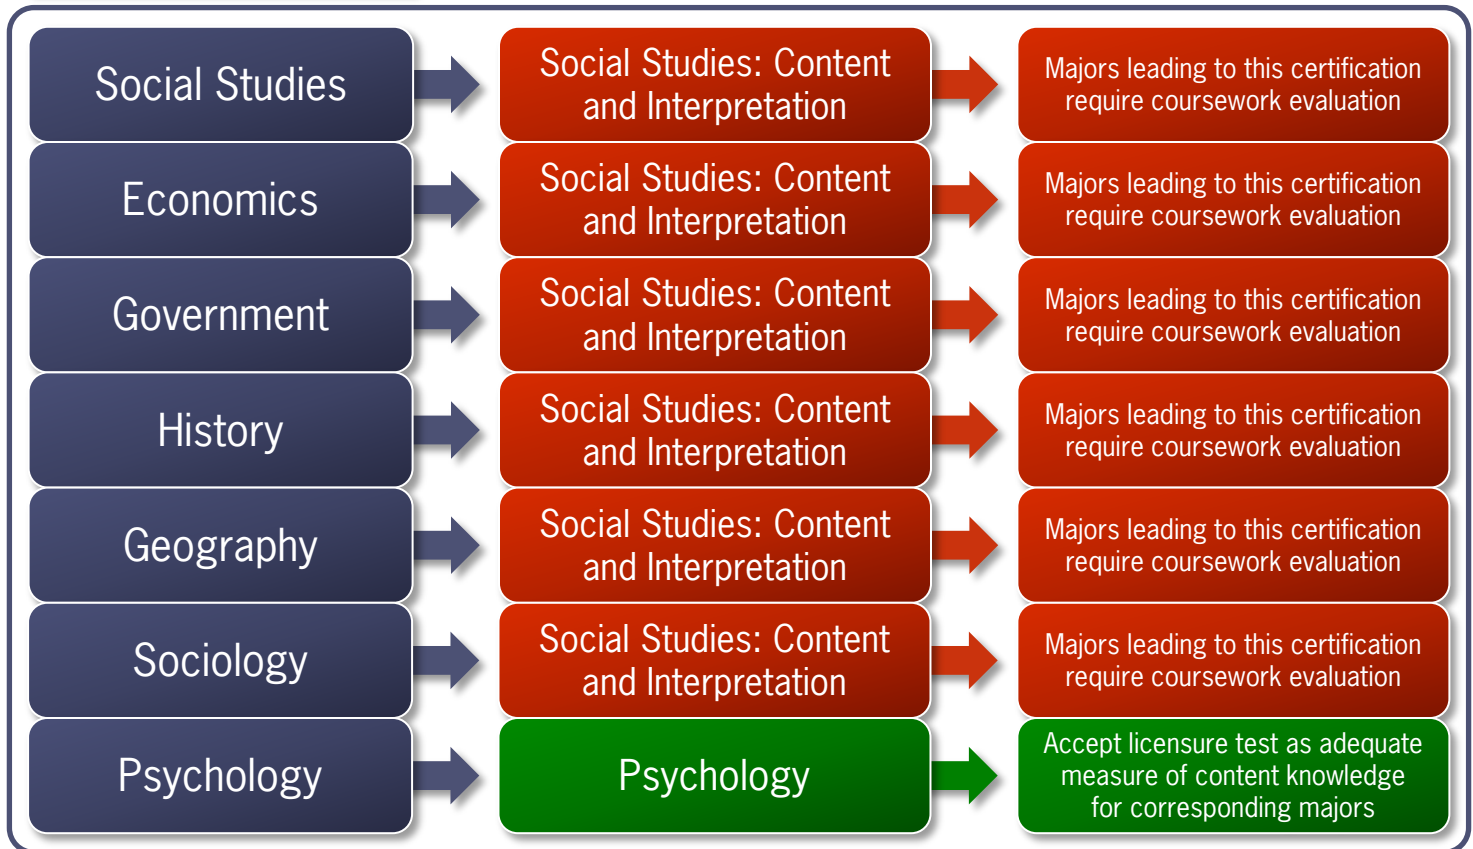 Social Studies
Social Studies: Content
and Interpretation
Majors leading to this certification
require coursework evaluation
Economics
Social Studies: Content
and Interpretation
Majors leading to this certification
require coursework evaluation
Government
Social Studies: Content
and Interpretation
Majors leading to this certification
require coursework evaluation
History
Social Studies: Content
and Interpretation
Majors leading to this certification
require coursework evaluation
Geography
Social Studies: Content
and Interpretation
Majors leading to this certification
require coursework evaluation
Sociology
Social Studies: Content
and Interpretation
Majors leading to this certification
require coursework evaluation
Psychology
Psychology
Accept licensure test as adequate
measure of content knowledge
for corresponding majors